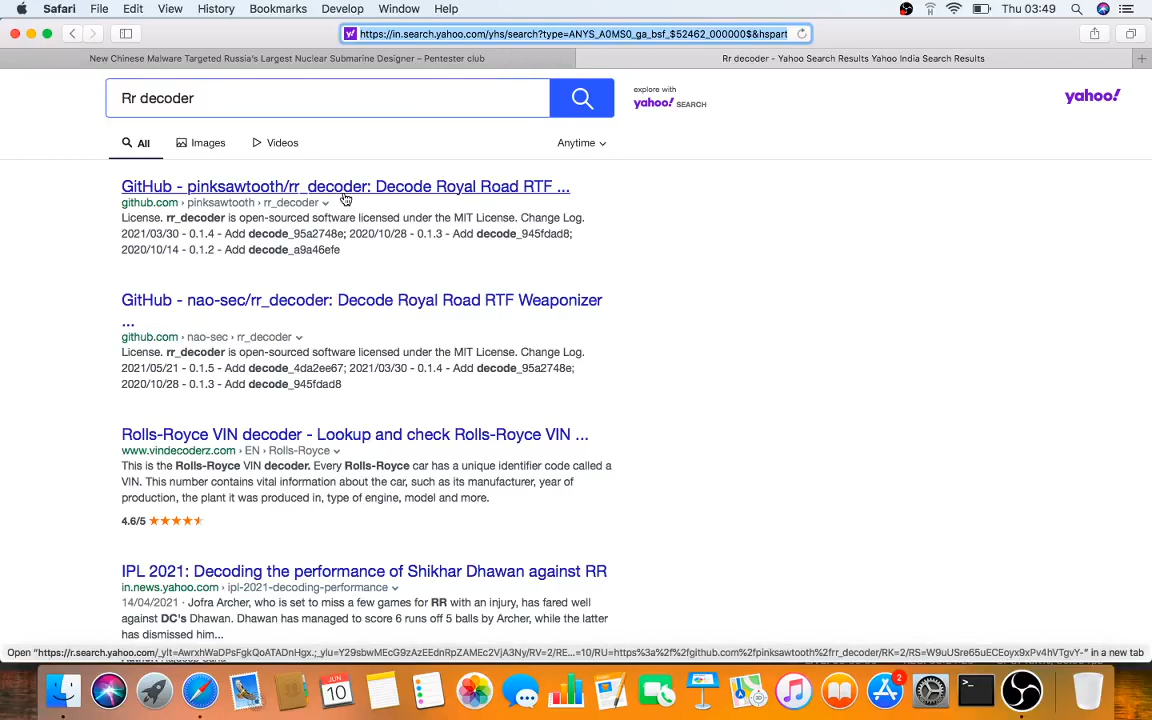 Safari File Edit View History Bookmarks Develop Window Help Thu 03:49
https://in.search.yahoo.com/yhs/search?type=ANYS_A0MS0_ga_bsf_$52462_000000$&hspart
New Chinese Malware Targeted Russia's Largest Nuclear Submarine Designer – Pentester club
Rr decoder - Yahoo Search Results Yahoo India Search Results
Rr decoder
explore with
yahoo! SEARCH
yahoo!
All Images Videos Anytime
GitHub - pinksawtooth/rr_decoder: Decode Royal Road RTF ...
github.com › pinksawtooth › rr_decoder
License. rr_decoder is open-sourced software licensed under the MIT License. Change Log.
2021/03/30 - 0.1.4 - Add decode_95a2748e; 2020/10/28 - 0.1.3 - Add decode_945fdad8;
2020/10/14 - 0.1.2 - Add decode_a9a46efe
GitHub - nao-sec/rr_decoder: Decode Royal Road RTF Weaponizer
...
github.com › nao-sec › rr_decoder
License. rr_decoder is open-sourced software licensed under the MIT License. Change Log.
2021/05/21 - 0.1.5 - Add decode_4da2ee67; 2021/03/30 - 0.1.4 - Add decode_95a2748e;
2020/10/28 - 0.1.3 - Add decode_945fdad8
Rolls-Royce VIN decoder - Lookup and check Rolls-Royce VIN ...
www.vindecoderz.com › EN › Rolls-Royce
This is the Rolls-Royce VIN decoder. Every Rolls-Royce car has a unique identifier code called a
VIN. This number contains vital information about the car, such as its manufacturer, year of
production, the plant it was produced in, type of engine, model and more.
4.6/5
IPL 2021: Decoding the performance of Shikhar Dhawan against RR
in.news.yahoo.com › ipl-2021-decoding-performance
14/04/2021 · Jofra Archer, who is set to miss a few games for RR with an injury, has fared well
against DC's Dhawan. Dhawan has managed to score 6 runs off 5 balls by Archer, while the latter
has dismissed him...
Open "https://r.search.yahoo.com/_ylt=AwrxhWaDPsFgkQoATADnHgx.;_ylu=Y29sbwMEcG9zAzEEdnRpZAMEc2VjA3Ny/RV=2/RE...=10/RU=https%3a%2f%2fgithub.com%2fpinksawtooth%2frr_decoder/RK=2/RS=W9uUSre65uECEoyx9xPv4hVTgvY-" in a new tab
JUN
10
2